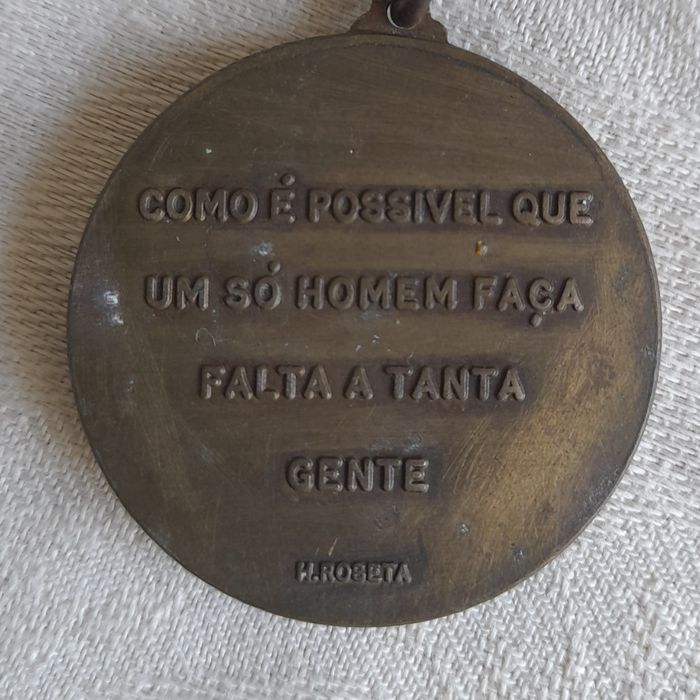 COMO É POSSIVEL QUE
UM SÓ HOMEM FAÇA
FALTA A TANTA
GENTE
H.ROSETA